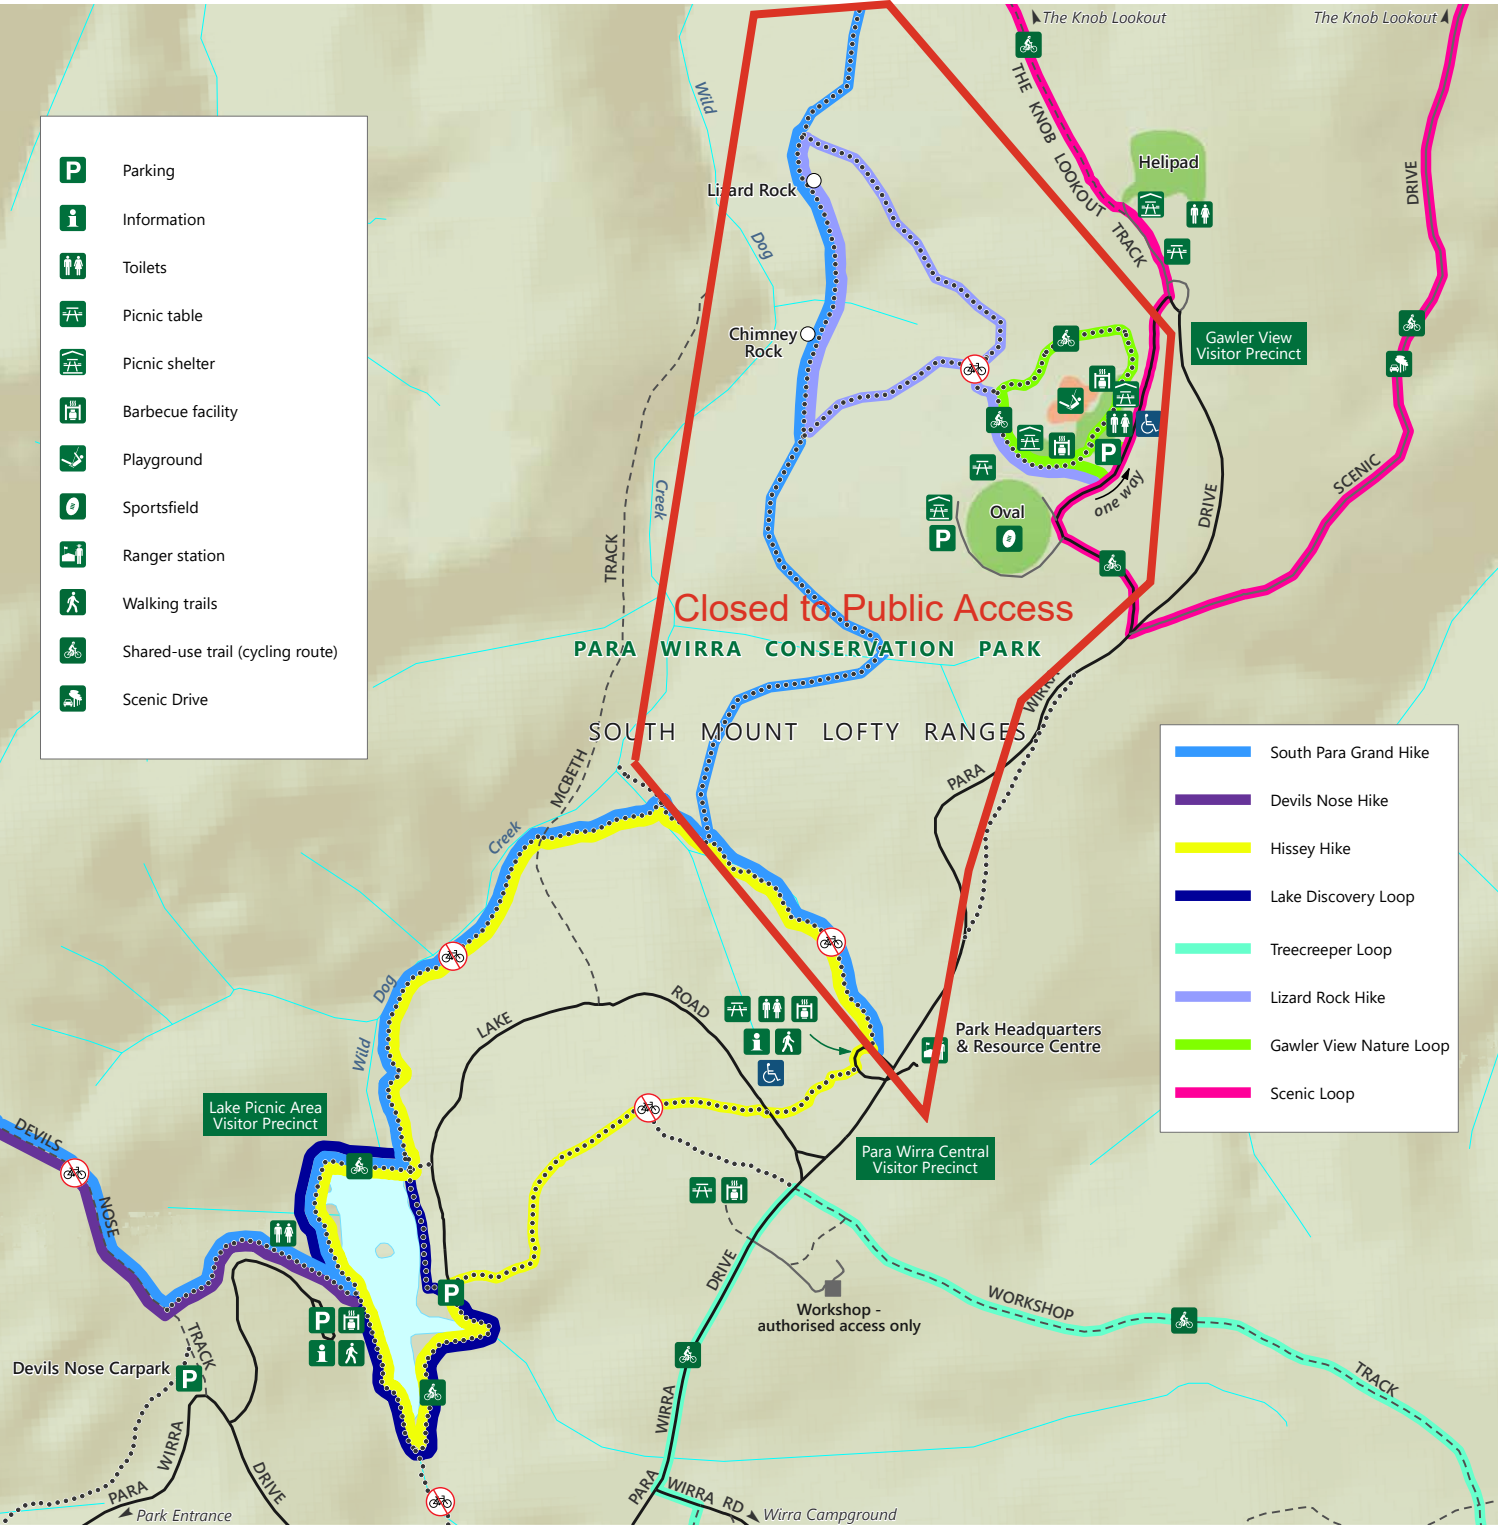 The Knob Lookout
The Knob Lookout
THE KNOB LOOKOUT TRACK
Wild
Dog
Creek
Helipad
DRIVE
Parking
Information
Toilets
Picnic table
Picnic shelter
Barbecue facility
Playground
Sportsfield
Ranger station
Walking trails
Shared-use trail (cycling route)
Scenic Drive
P
i
Lizard Rock
Chimney
Rock
Gawler View
Visitor Precinct
P
one way
SCENIC
DRIVE
Oval
P
TRACK
Closed to Public Access
PARA WIRRA CONSERVATION PARK
SOUTH MOUNT LOFTY RANGES
WIRRA
PARA
MCBETH
Creek
Dog
Wild
South Para Grand Hike
Devils Nose Hike
Hissey Hike
Lake Discovery Loop
Treecreeper Loop
Lizard Rock Hike
Gawler View Nature Loop
Scenic Loop
LAKE
ROAD
i
Park Headquarters
& Resource Centre
Lake Picnic Area
Visitor Precinct
DEVILS
NOSE
TRACK
Para Wirra Central
Visitor Precinct
P
P
i
Devils Nose Carpark
P
DRIVE
Workshop -
authorised access only
WORKSHOP
TRACK
WIRRA
PARA
WIRRA
PARA
DRIVE
Park Entrance
WIRRA RD
Wirra Campground